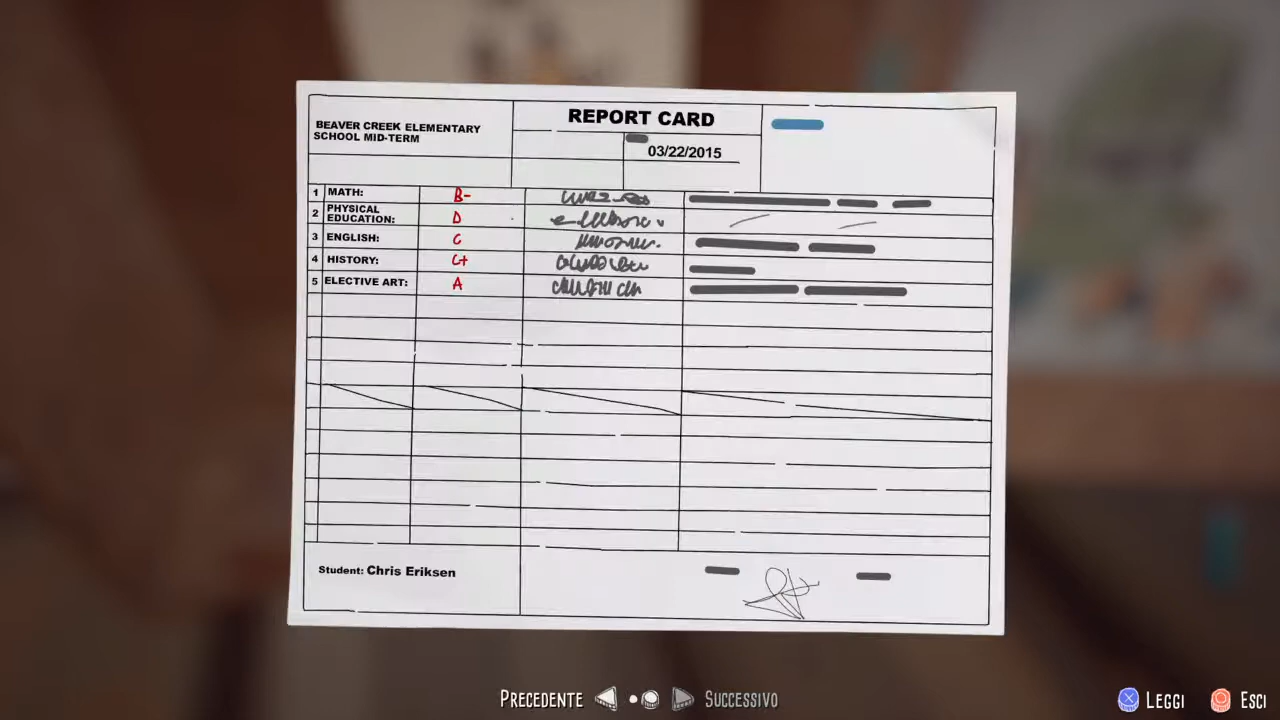 REPORT CARD
BEAVER CREEK ELEMENTARY
SCHOOL MID-TERM
03/22/2015
1 MATH: B-
2 PHYSICAL
EDUCATION: D
3 ENGLISH: C
4 HISTORY: C+
5 ELECTIVE ART: A
Student: Chris Eriksen
PRECEDENTE SUCCESSIVO
LEGGI ESCI